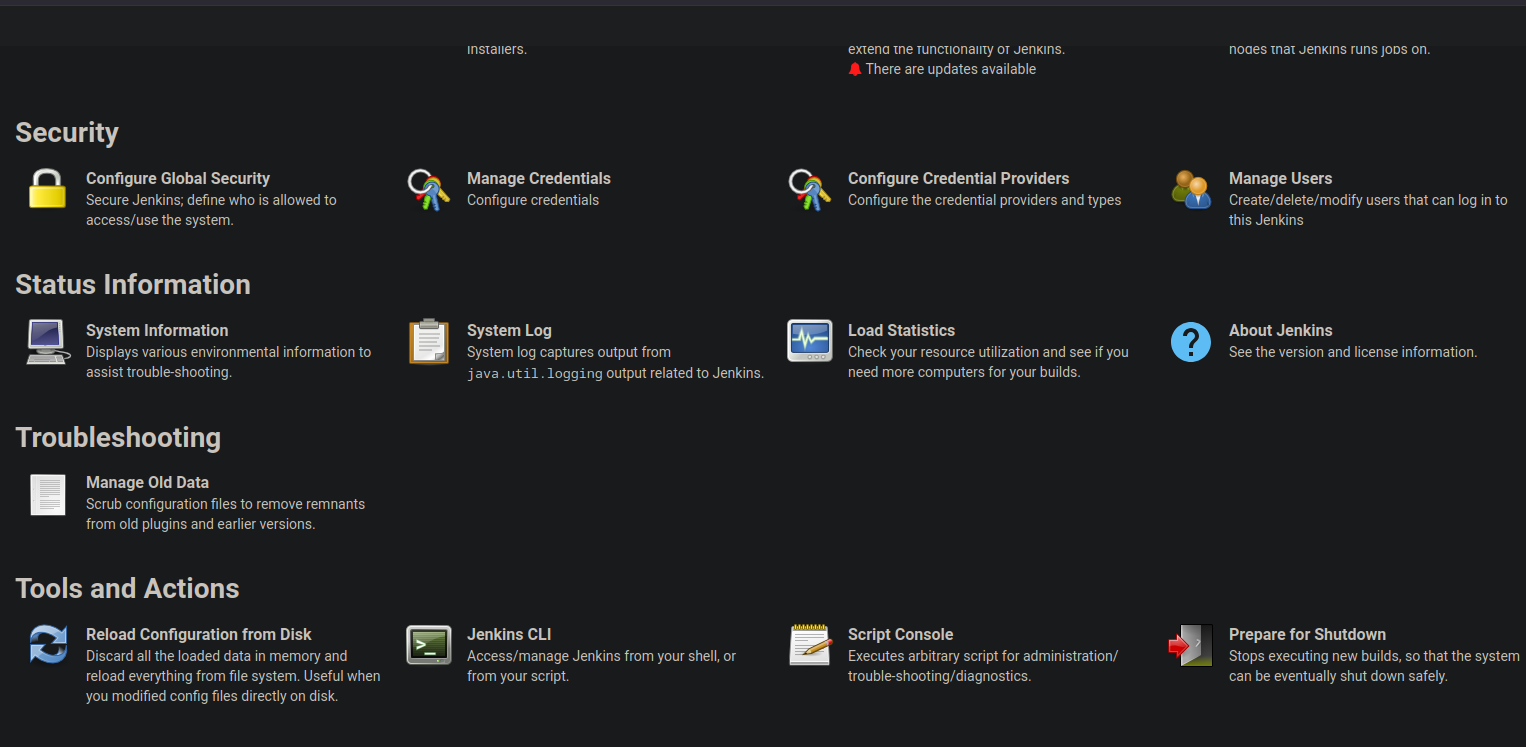 installers.
extend the functionality of Jenkins.
There are updates available
nodes that Jenkins runs jobs on.
Security
Configure Global Security
Secure Jenkins; define who is allowed to
access/use the system.
Manage Credentials
Configure credentials
Configure Credential Providers
Configure the credential providers and types
Manage Users
Create/delete/modify users that can log in to
this Jenkins
Status Information
System Information
Displays various environmental information to
assist trouble-shooting.
System Log
System log captures output from
java.util.logging output related to Jenkins.
Load Statistics
Check your resource utilization and see if you
need more computers for your builds.
About Jenkins
See the version and license information.
Troubleshooting
Manage Old Data
Scrub configuration files to remove remnants
from old plugins and earlier versions.
Tools and Actions
Reload Configuration from Disk
Discard all the loaded data in memory and
reload everything from file system. Useful when
you modified config files directly on disk.
Jenkins CLI
Access/manage Jenkins from your shell, or
from your script.
Script Console
Executes arbitrary script for administration/
trouble-shooting/diagnostics.
Prepare for Shutdown
Stops executing new builds, so that the system
can be eventually shut down safely.